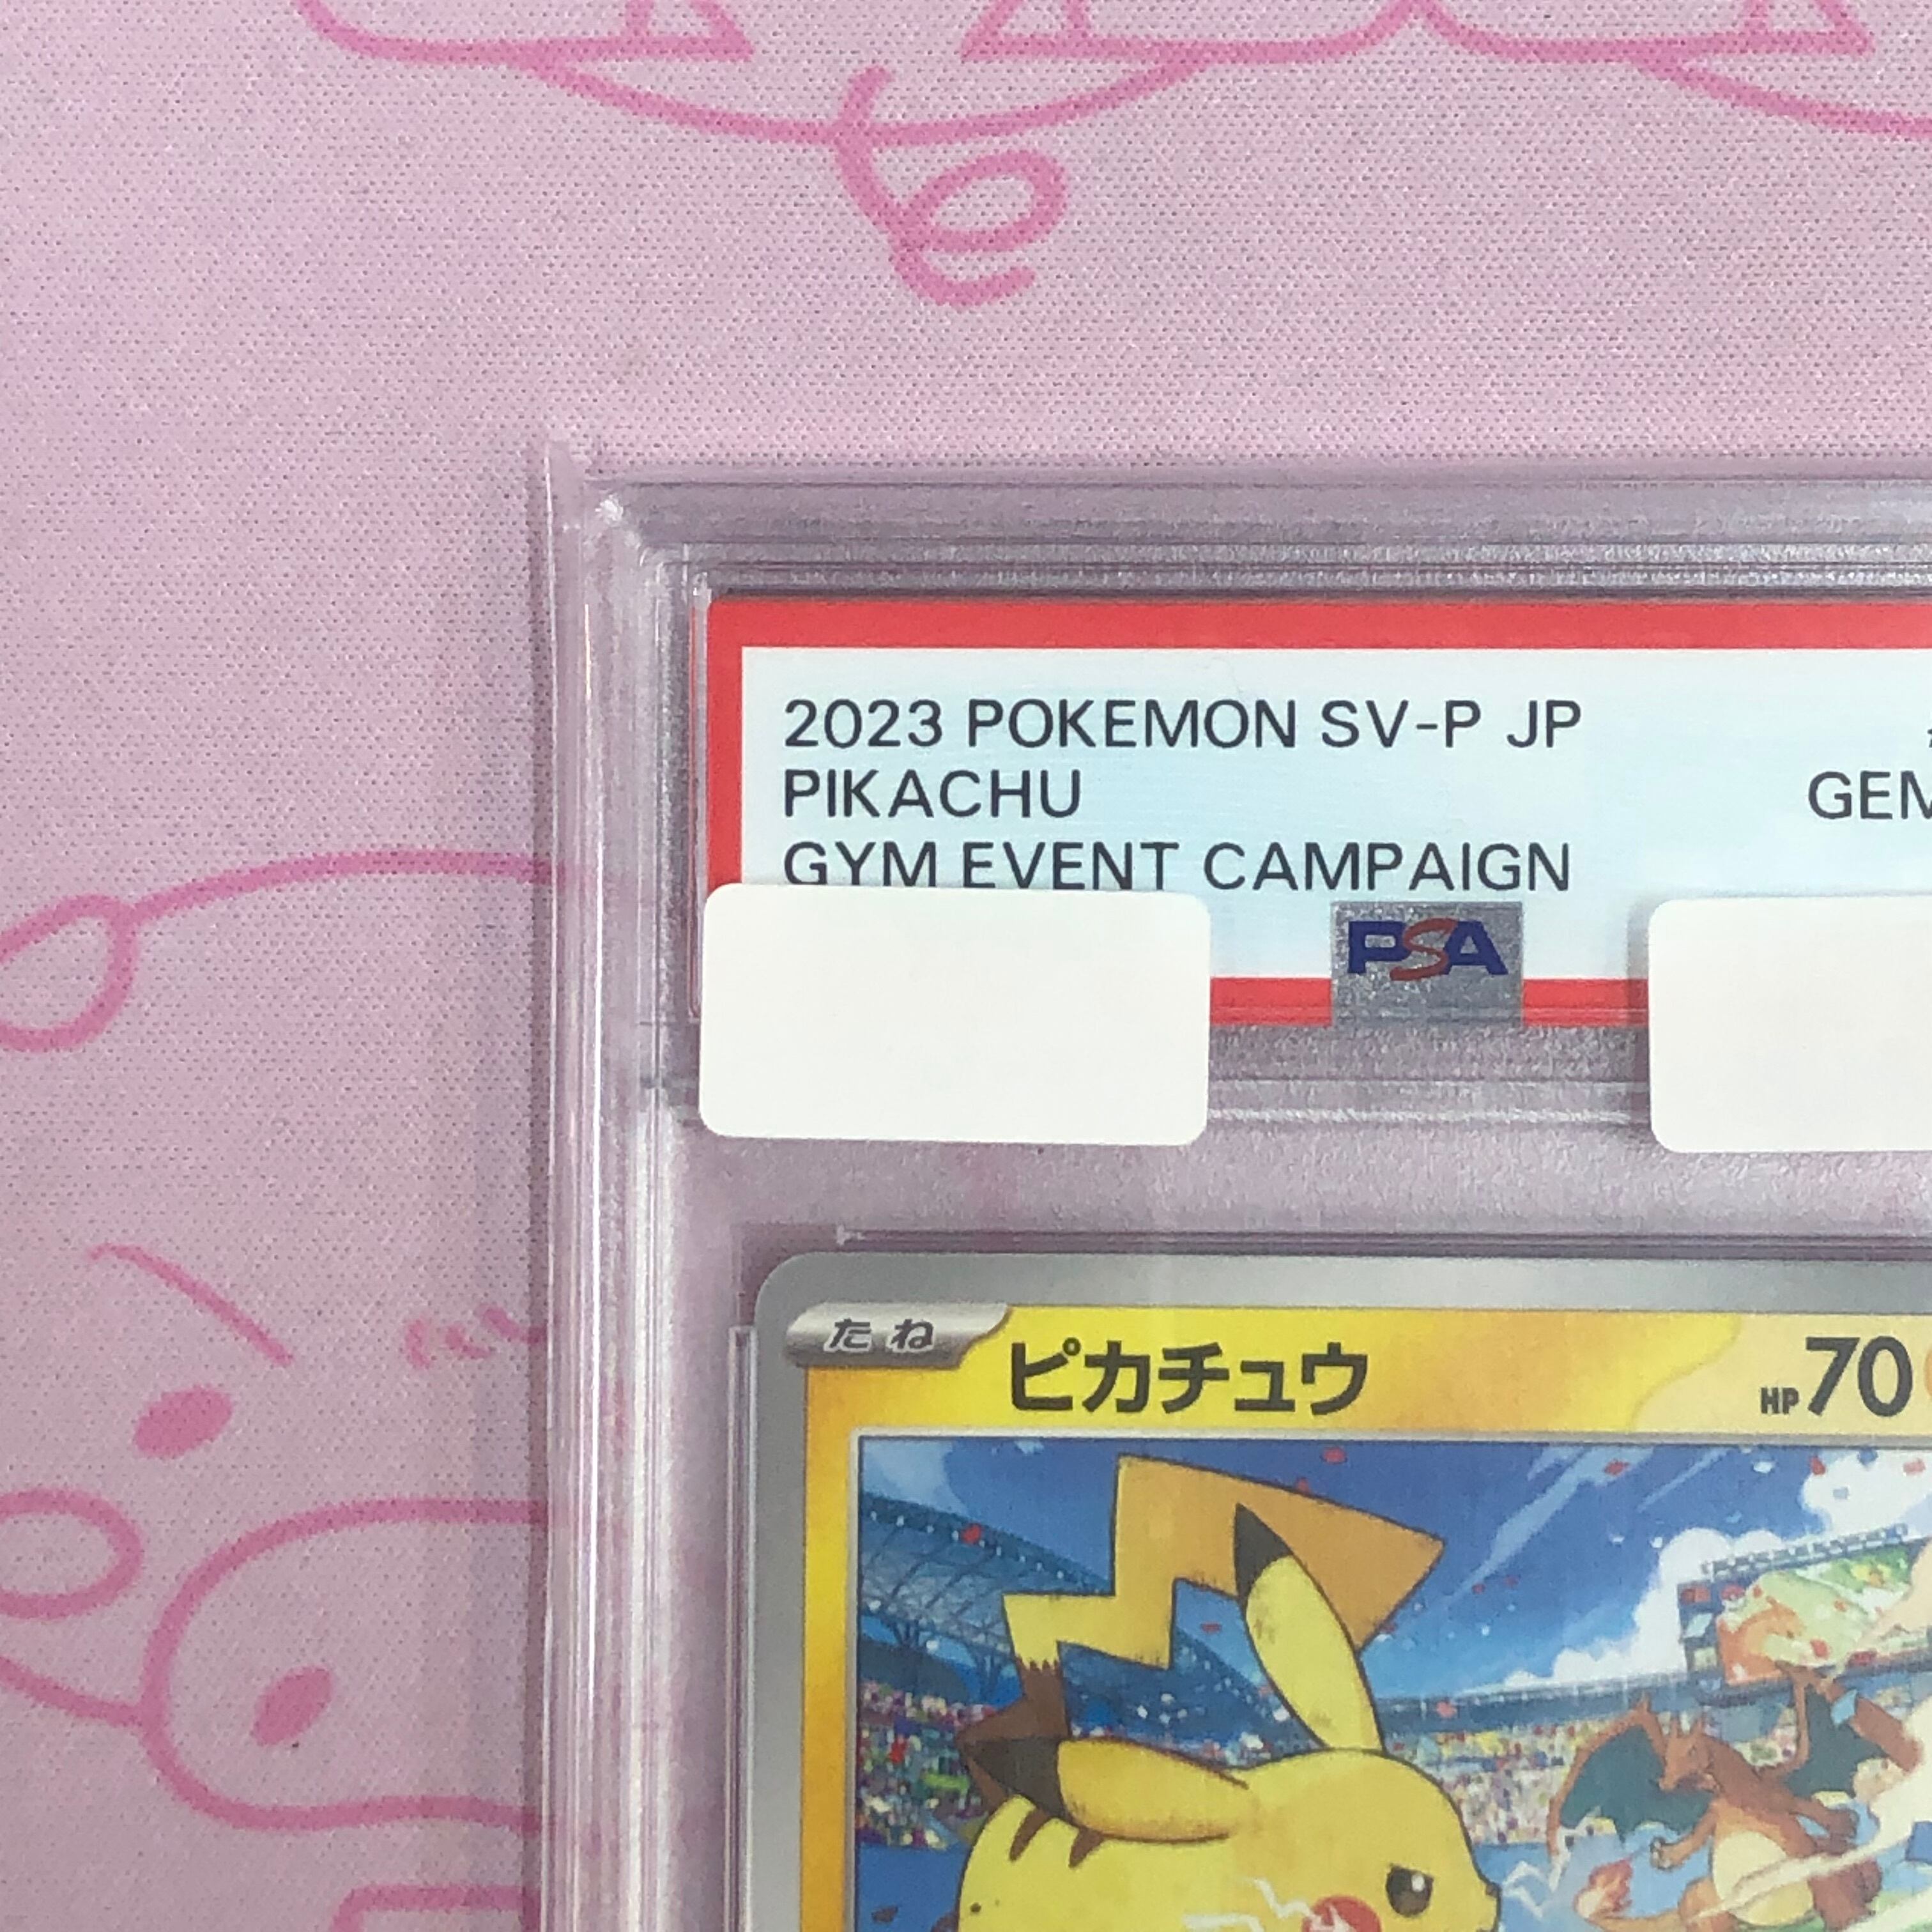 2023 POKEMON SV-P JP
PIKACHU
GEM
GYM EVENT CAMPAIGN
PSA
たね
ピカチュウ
HP70